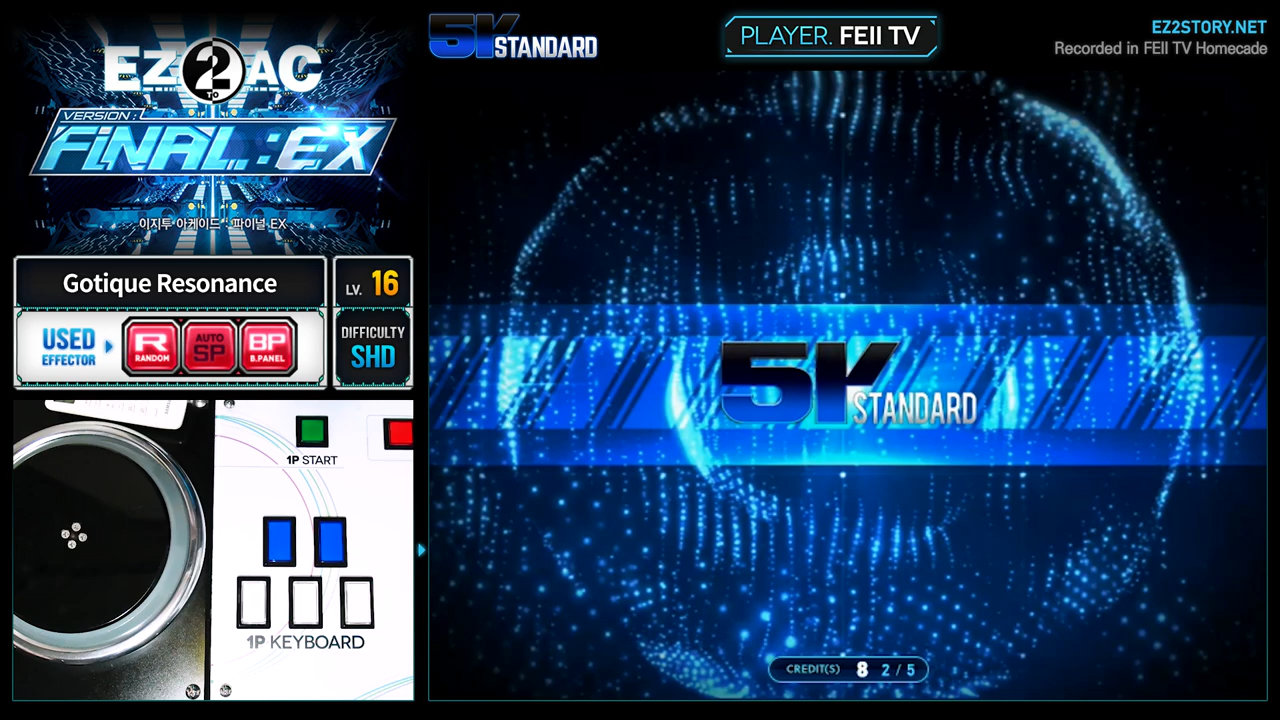 Ez2AC
TO
VERSION :
FiNAL:EX
이지투 아케이드 : 파이널 EX
Gotique Resonance
LV. 16
USED EFFECTOR
R RANDOM
AUTO SP
BP B.PANEL
DIFFICULTY
SHD
1P START
1P KEYBOARD
5K STANDARD
PLAYER. FEII TV
EZ2STORY.NET
Recorded in FEII TV Homecade
5K STANDARD
CREDIT(S) 8 2 / 5